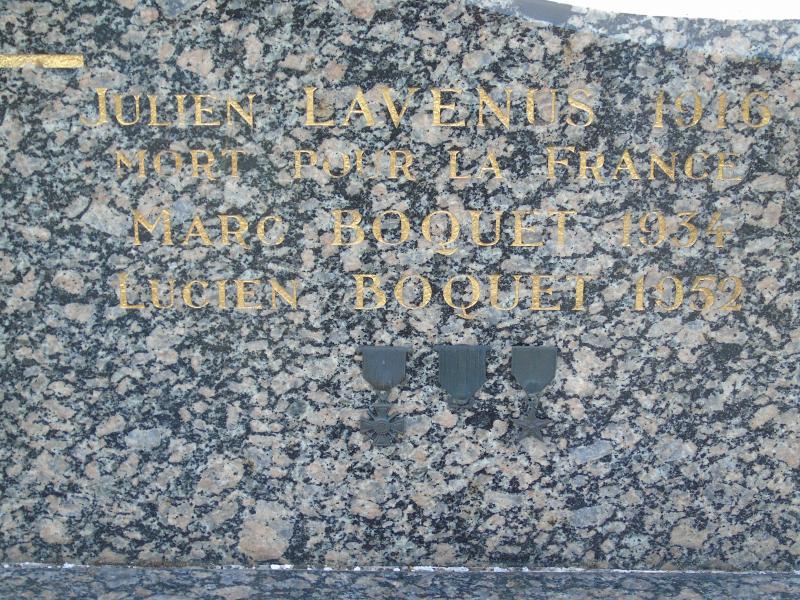 JULIEN LAVENUS 1916
MORT POUR LA FRANCE
MARC BOQUET 1934
LUCIEN BOQUET 1952